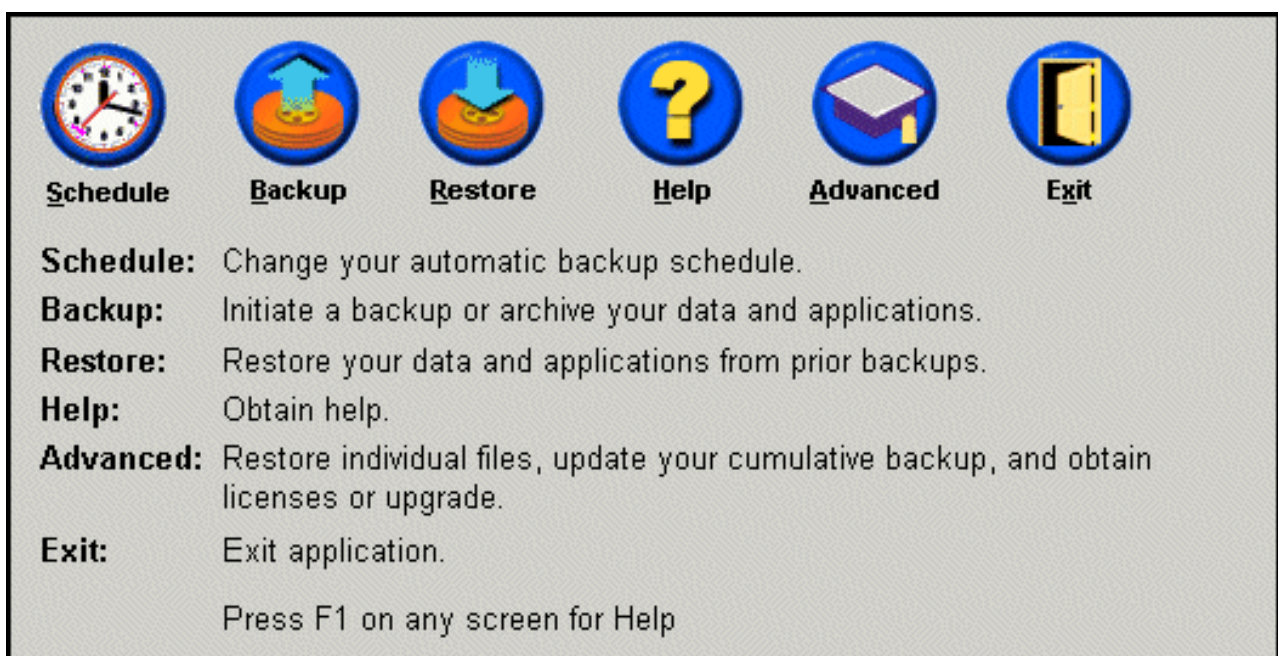 Schedule Backup Restore Help Advanced Exit
Schedule: Change your automatic backup schedule.
Backup: Initiate a backup or archive your data and applications.
Restore: Restore your data and applications from prior backups.
Help: Obtain help.
Advanced: Restore individual files, update your cumulative backup, and obtain
licenses or upgrade.
Exit: Exit application.
Press F1 on any screen for Help